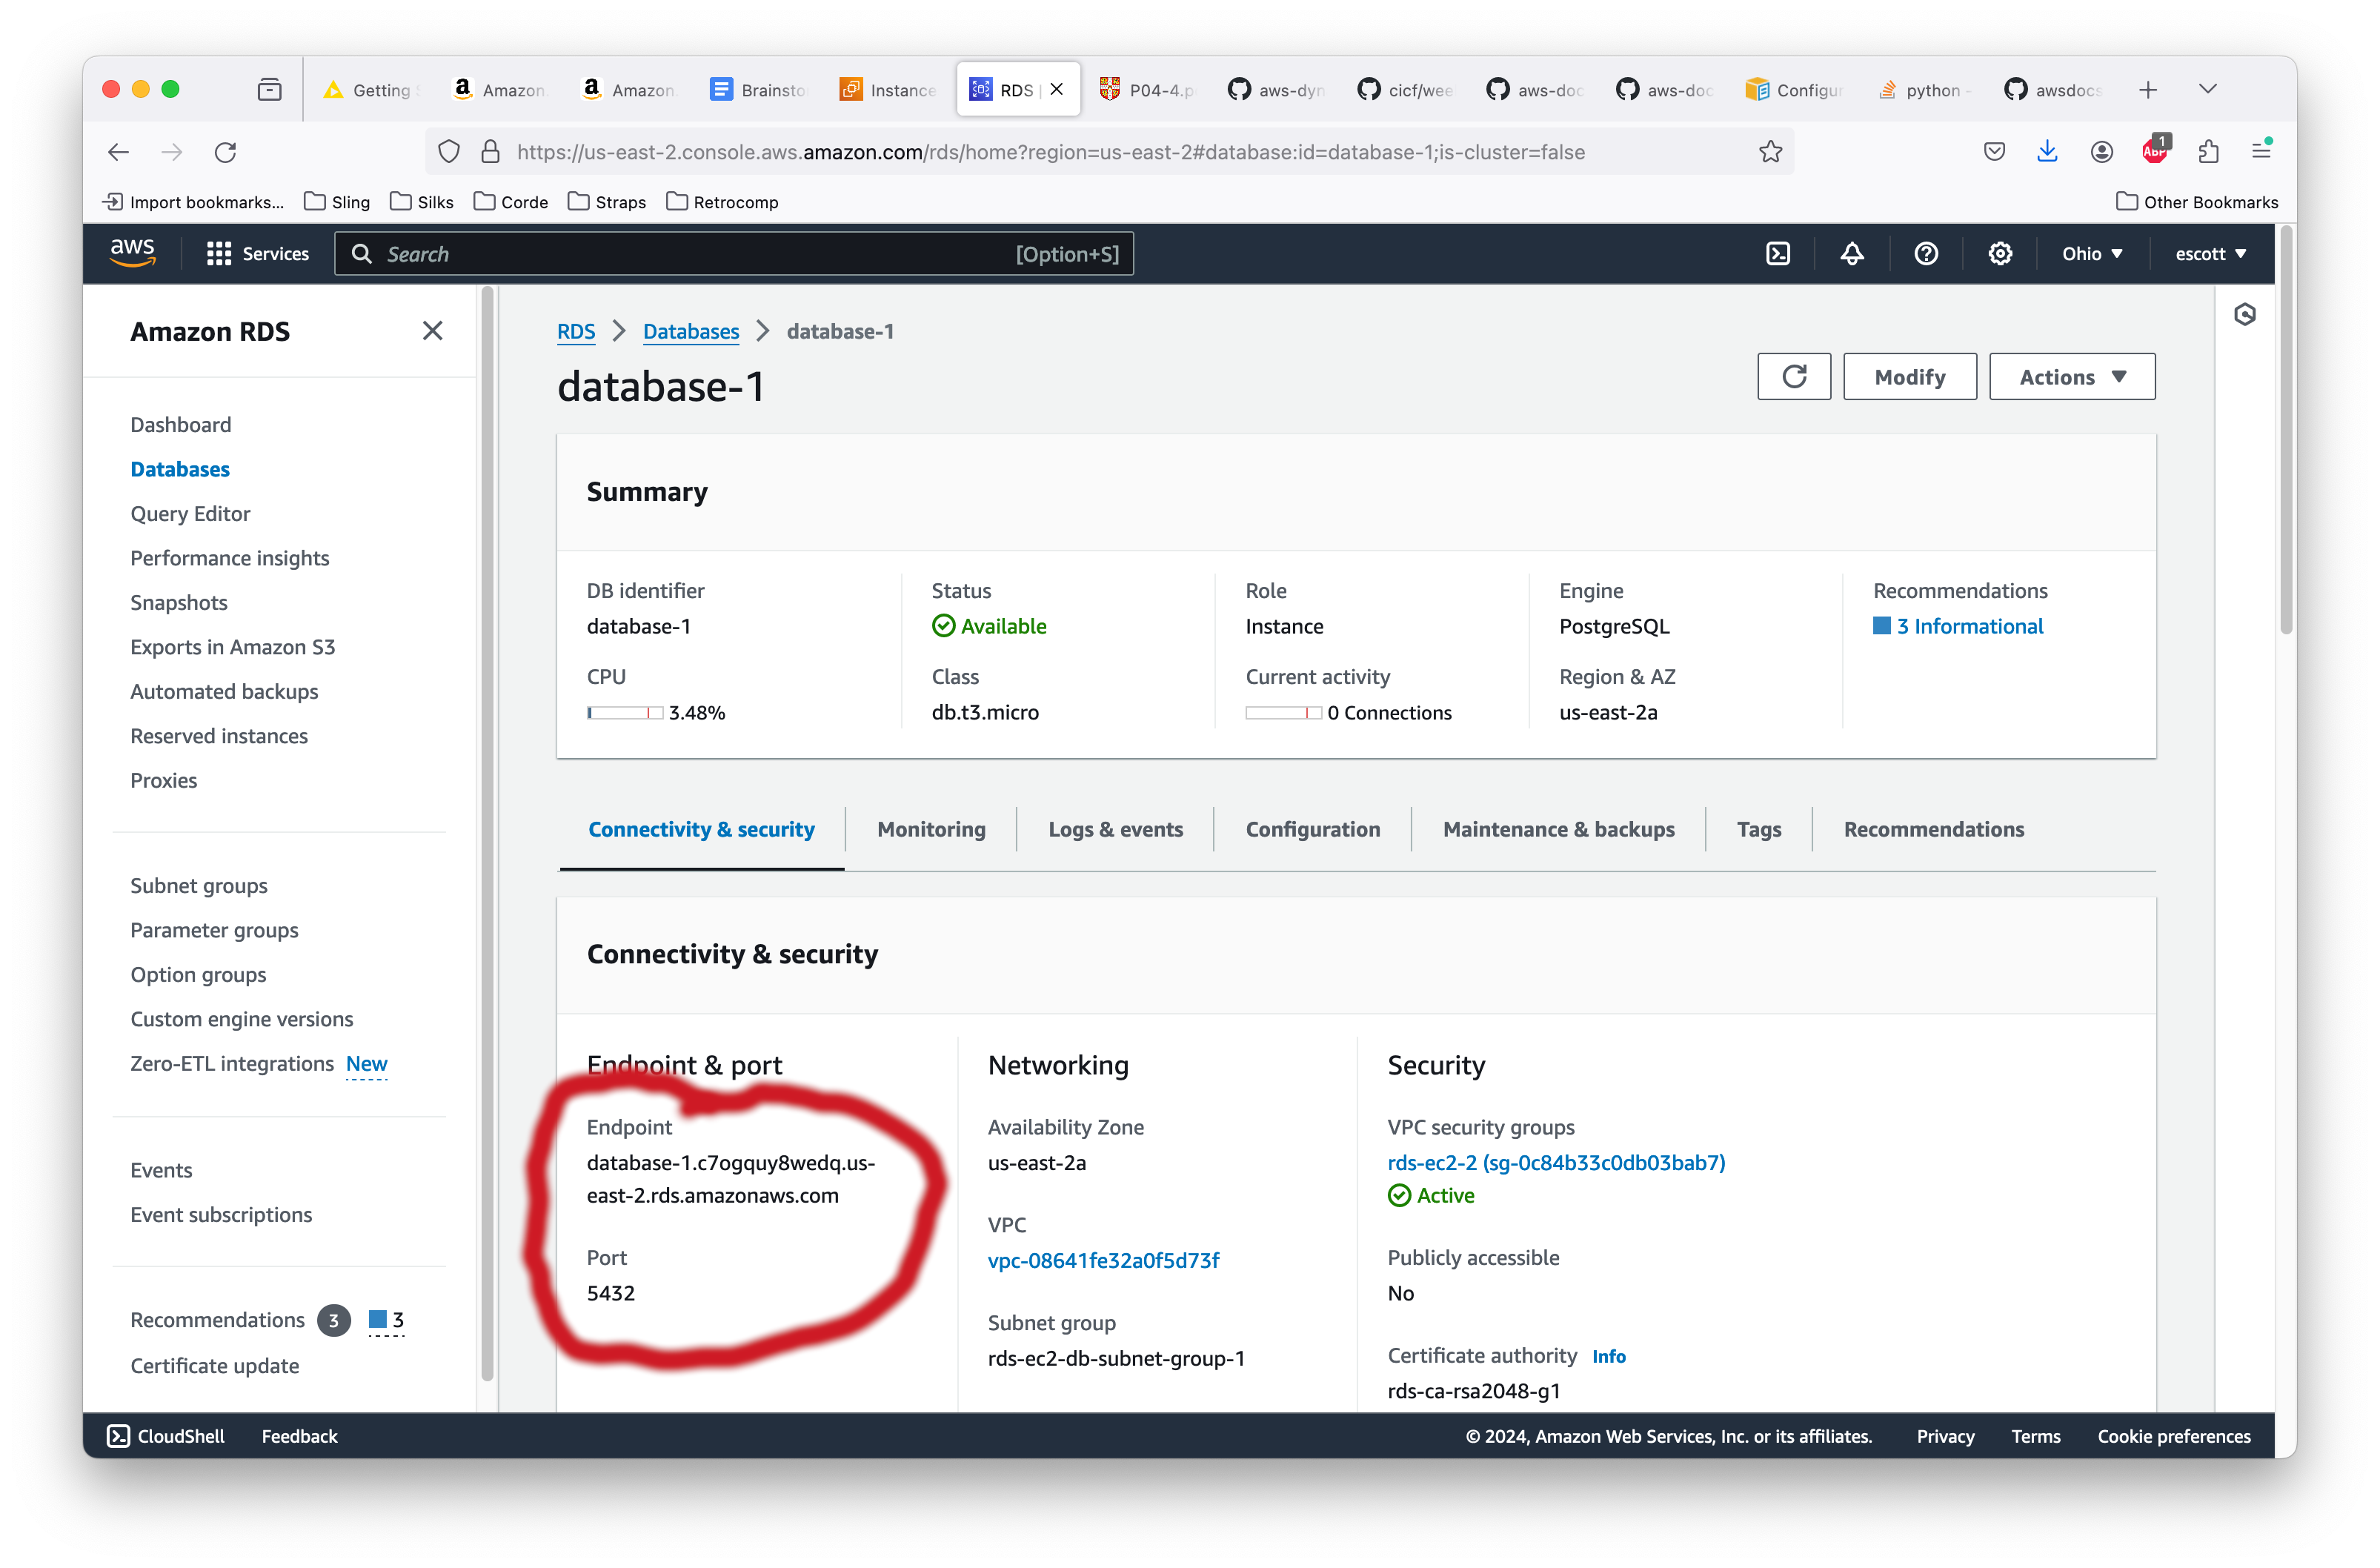 Getting
Amazon.
Amazon.
Brainsto
Instance
RDS |
P04-4.p
aws-dyn
cicf/wee
aws-doc
aws-doc
Configur
python -
awsdocs
https://us-east-2.console.aws.amazon.com/rds/home?region=us-east-2#database:id=database-1;is-cluster=false
ABP
1
Import bookmarks...
Sling
Silks
Corde
Straps
Retrocomp
Other Bookmarks
aws
Services
Search
[Option+S]
Ohio
escott
Amazon RDS
Dashboard
Databases
Query Editor
Performance insights
Snapshots
Exports in Amazon S3
Automated backups
Reserved instances
Proxies
Subnet groups
Parameter groups
Option groups
Custom engine versions
Zero-ETL integrations New
Events
Event subscriptions
Recommendations 3 3
Certificate update
RDS > Databases > database-1
database-1
Modify
Actions
Summary
DB identifier
database-1
Status
Available
Role
Instance
Engine
PostgreSQL
Recommendations
3 Informational
CPU
3.48%
Class
db.t3.micro
Current activity
0 Connections
Region & AZ
us-east-2a
Connectivity & security
Monitoring
Logs & events
Configuration
Maintenance & backups
Tags
Recommendations
Connectivity & security
Endpoint & port
Endpoint
database-1.c7ogquy8wedq.us-
east-2.rds.amazonaws.com
Port
5432
Networking
Availability Zone
us-east-2a
VPC
vpc-08641fe32a0f5d73f
Subnet group
rds-ec2-db-subnet-group-1
Security
VPC security groups
rds-ec2-2 (sg-0c84b33c0db03bab7)
Active
Publicly accessible
No
Certificate authority Info
rds-ca-rsa2048-g1
CloudShell
Feedback
© 2024, Amazon Web Services, Inc. or its affiliates.
Privacy
Terms
Cookie preferences